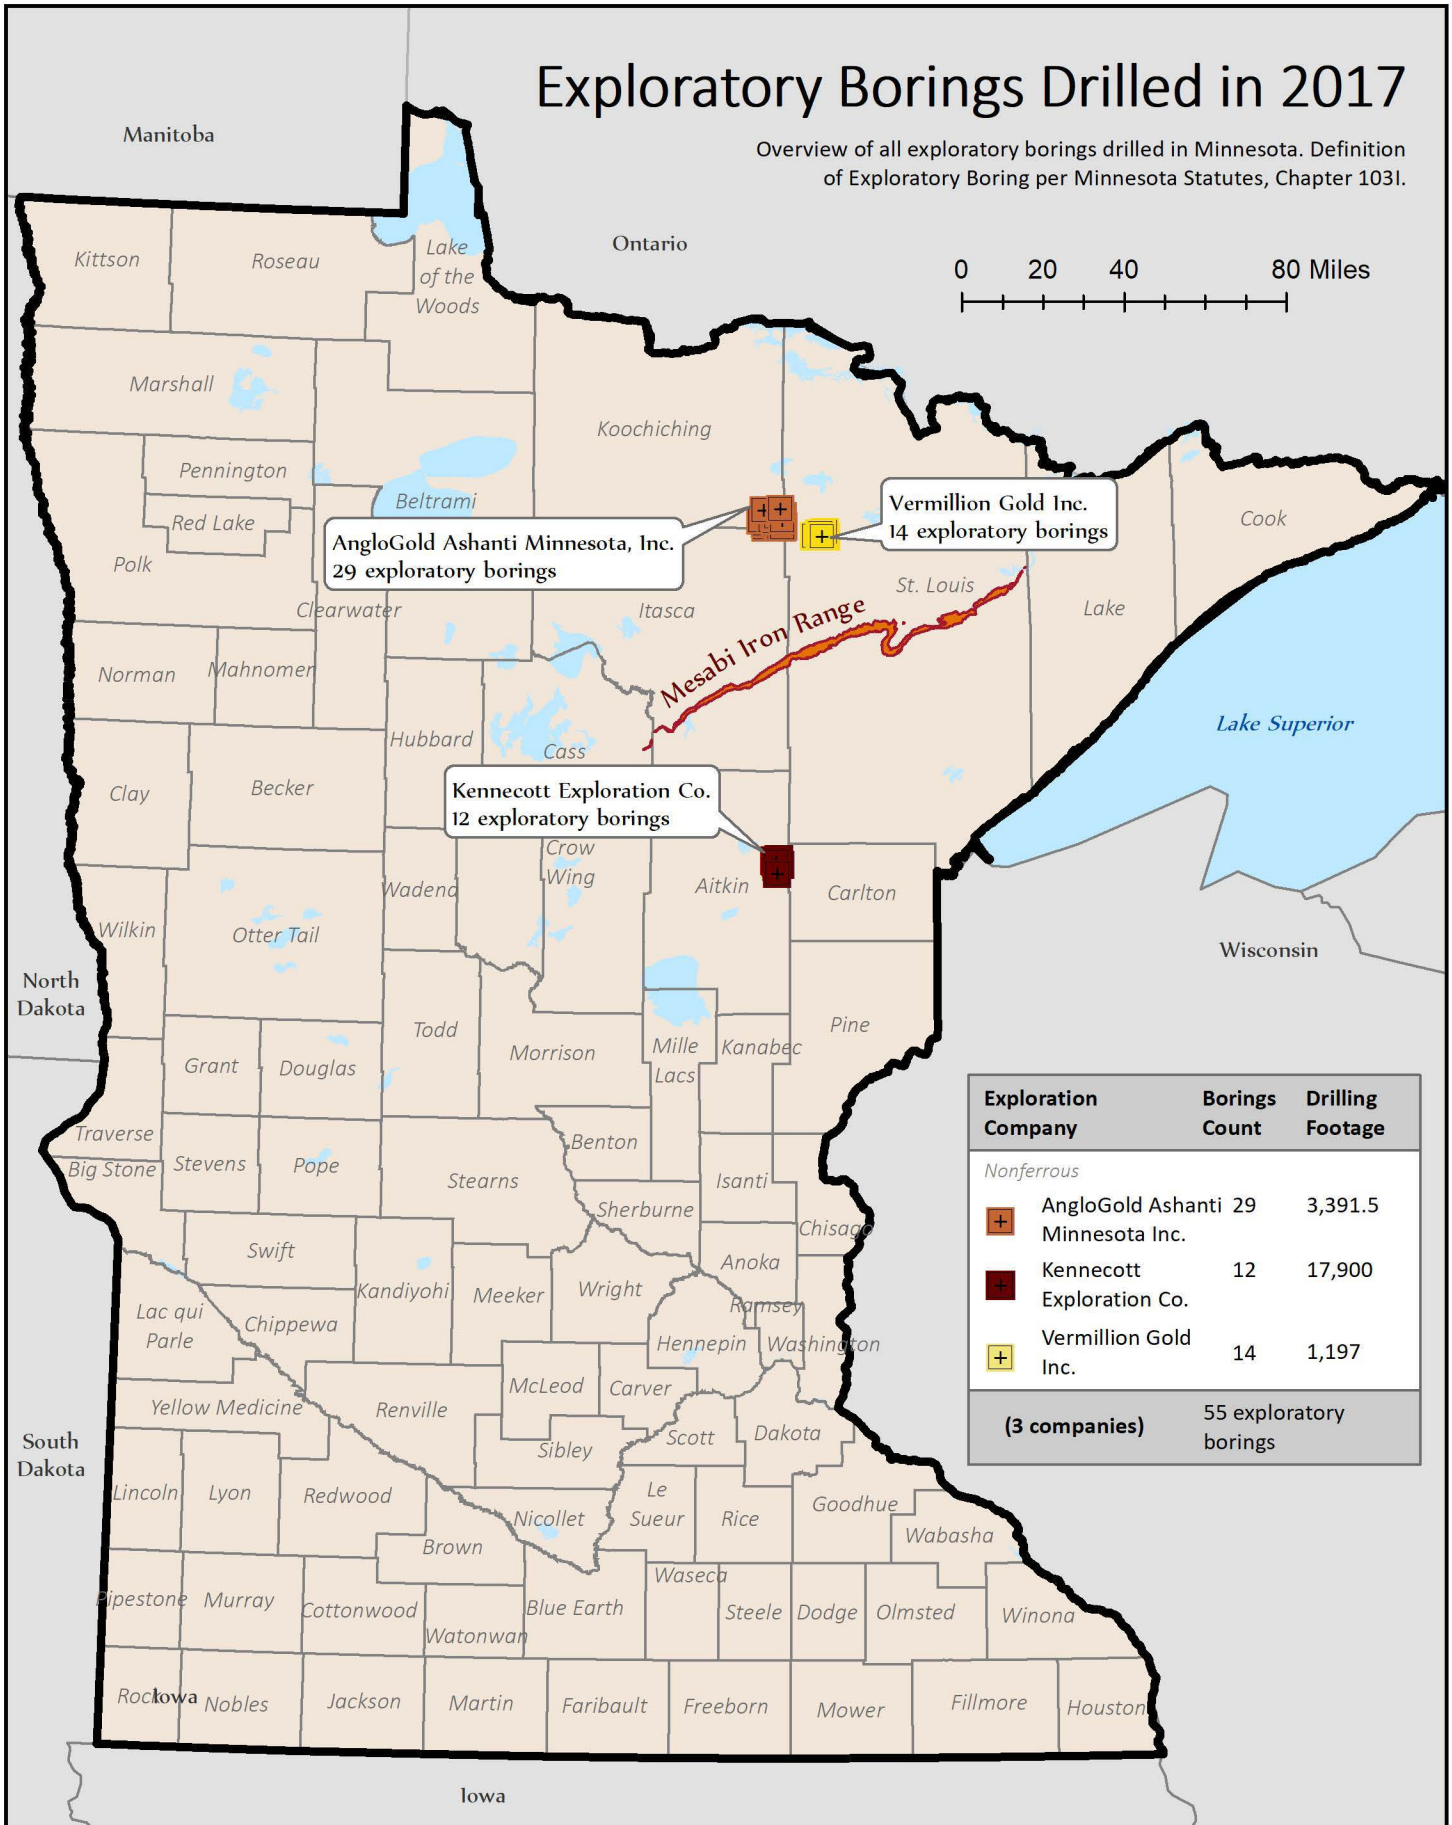 Exploratory Borings Drilled in 2017
Overview of all exploratory borings drilled in Minnesota. Definition
of Exploratory Boring per Minnesota Statutes, Chapter 103I.
Manitoba
Ontario
0 20 40 80 Miles
Kittson
Roseau
Lake
of the
Woods
Marshall
Koochiching
Pennington
Beltrami
Red Lake
Polk
Cook
Vermillion Gold Inc.
14 exploratory borings
AngloGold Ashanti Minnesota, Inc.
29 exploratory borings
Clearwater
Itasca
St. Louis
Lake
Mesabi Iron Range
Norman
Mahnomen
Hubbard
Cass
Lake Superior
Clay
Becker
Kennecott Exploration Co.
12 exploratory borings
Crow
Wing
Wadena
Aitkin
Carlton
Wilkin
Otter Tail
Wisconsin
North
Dakota
Todd
Morrison
Mille
Lacs
Kanabec
Pine
Grant
Douglas
Traverse
Big Stone
Stevens
Pope
Stearns
Benton
Isanti
Sherburne
Chisago
Swift
Anoka
Kandiyohi
Meeker
Wright
Lac qui
Parle
Chippewa
Ramsey
Hennepin
Washington
McLeod
Carver
Yellow Medicine
Renville
Scott
Dakota
Sibley
South
Dakota
Lincoln
Lyon
Redwood
Nicollet
Le
Sueur
Rice
Goodhue
Wabasha
Brown
Pipestone
Murray
Cottonwood
Watonwan
Blue Earth
Waseca
Steele
Dodge
Olmsted
Winona
Rock
Iowa
Nobles
Jackson
Martin
Faribault
Freeborn
Mower
Fillmore
Houston
Iowa
Exploration
Company
Borings
Count
Drilling
Footage
Nonferrous
AngloGold Ashanti 29 3,391.5
Minnesota Inc.
Kennecott 12 17,900
Exploration Co.
Vermillion Gold
Inc. 14 1,197
(3 companies)
55 exploratory
borings